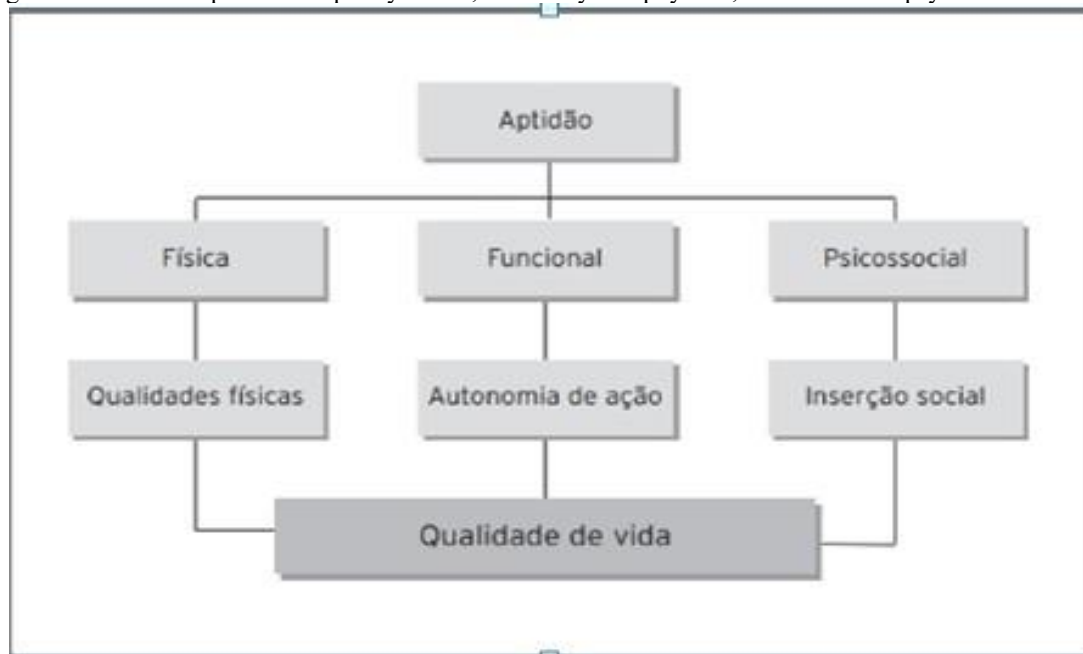 Aptidão
Física
Funcional
Psicossocial
Qualidades físicas
Autonomia de ação
Inserção social
Qualidade de vida